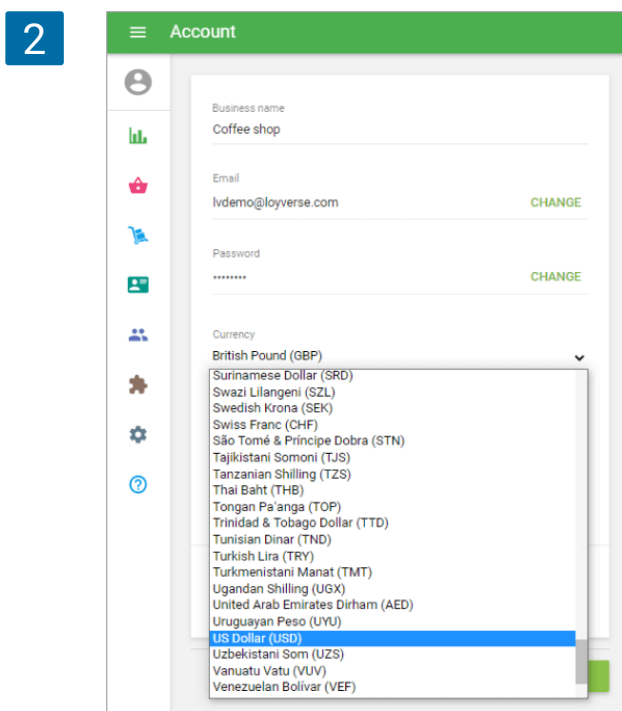 2
Account
Business name
Coffee shop
Email
lvdemo@loyverse.com
CHANGE
Password
••••••••
CHANGE
Currency
British Pound (GBP)
Surinamese Dollar (SRD)
Swazi Lilangeni (SZL)
Swedish Krona (SEK)
Swiss Franc (CHF)
São Tomé & Príncipe Dobra (STN)
Tajikistani Somoni (TJS)
Tanzanian Shilling (TZS)
Thai Baht (THB)
Tongan Paʻanga (TOP)
Trinidad & Tobago Dollar (TTD)
Tunisian Dinar (TND)
Turkish Lira (TRY)
Turkmenistani Manat (TMT)
Ugandan Shilling (UGX)
United Arab Emirates Dirham (AED)
Uruguayan Peso (UYU)
US Dollar (USD)
Uzbekistani Som (UZS)
Vanuatu Vatu (VUV)
Venezuelan Bolívar (VEF)